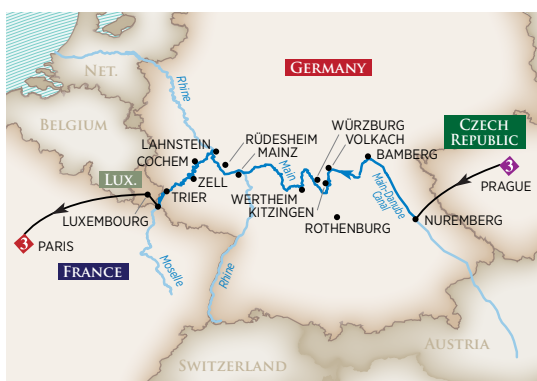 NET.
Rhine
GERMANY
BELGIUM
LAHNSTEIN
COCHEM
RÜDESHEIM
MAINZ
WÜRZBURG
VOLKACH
BAMBERG
CZECH
REPUBLIC
3
PRAGUE
LUX.
ZELL
TRIER
Main
Main-Danube
Canal
LUXEMBOURG
WERTHEIM
KITZINGEN
NUREMBERG
ROTHENBURG
3
PARIS
FRANCE
Moselle
Rhine
AUSTRIA
SWITZERLAND